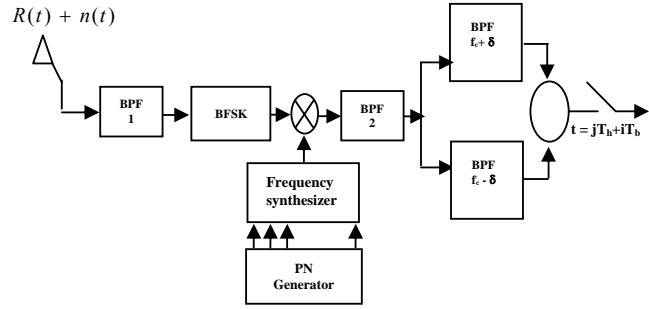 R(t) + n(t)
BPF
1
BFSK
BPF
2
BPF
fc+ δ
BPF
fc - δ
t = jTh+iTb
Frequency
synthesizer
PN
Generator